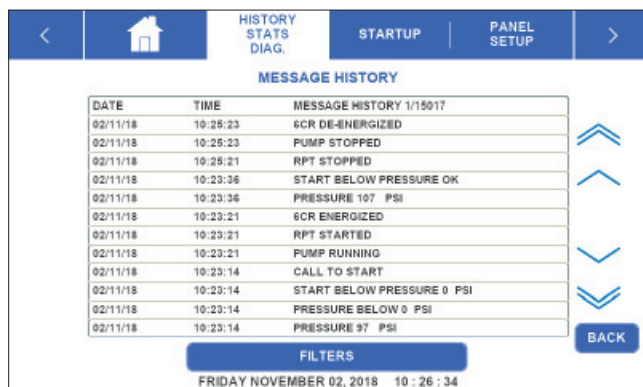 HISTORY
STATS
DIAG.
STARTUP
PANEL
SETUP
MESSAGE HISTORY
DATE TIME MESSAGE HISTORY 1/15017
02/11/18 10:25:23 6CR DE-ENERGIZED
02/11/18 10:25:23 PUMP STOPPED
02/11/18 10:25:21 RPT STOPPED
02/11/18 10:23:36 START BELOW PRESSURE OK
02/11/18 10:23:36 PRESSURE 107 PSI
02/11/18 10:23:21 6CR ENERGIZED
02/11/18 10:23:21 RPT STARTED
02/11/18 10:23:21 PUMP RUNNING
02/11/18 10:23:14 CALL TO START
02/11/18 10:23:14 START BELOW PRESSURE 0 PSI
02/11/18 10:23:14 PRESSURE BELOW 0 PSI
02/11/18 10:23:14 PRESSURE 97 PSI
BACK
FILTERS
FRIDAY NOVEMBER 02, 2018 10 : 26 : 34